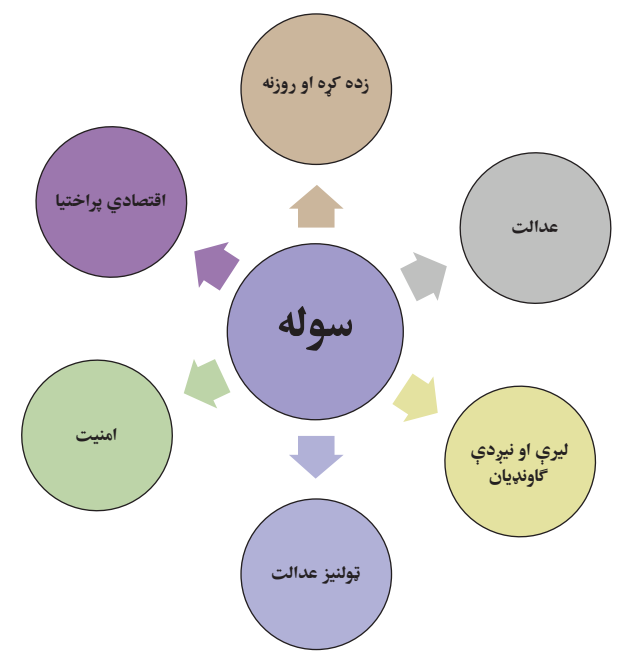 زده کړه او روزنه
عدالت
اقتصادي پراختیا
سوله
لیرې او نیږدې
ګاونډیان
امنیت
ټولنیز عدالت